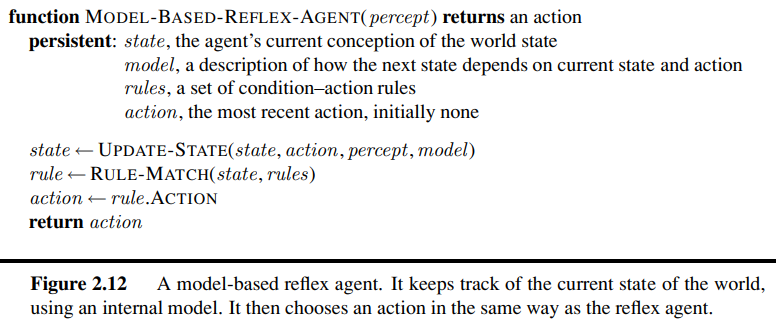 function MODEL-BASED-REFLEX-AGENT(percept) returns an action
persistent: state, the agent's current conception of the world state
model, a description of how the next state depends on current state and action
rules, a set of condition–action rules
action, the most recent action, initially none
state ← UPDATE-STATE(state, action, percept, model)
rule ← RULE-MATCH(state, rules)
action ← rule.ACTION
return action
Figure 2.12 A model-based reflex agent. It keeps track of the current state of the world,
using an internal model. It then chooses an action in the same way as the reflex agent.